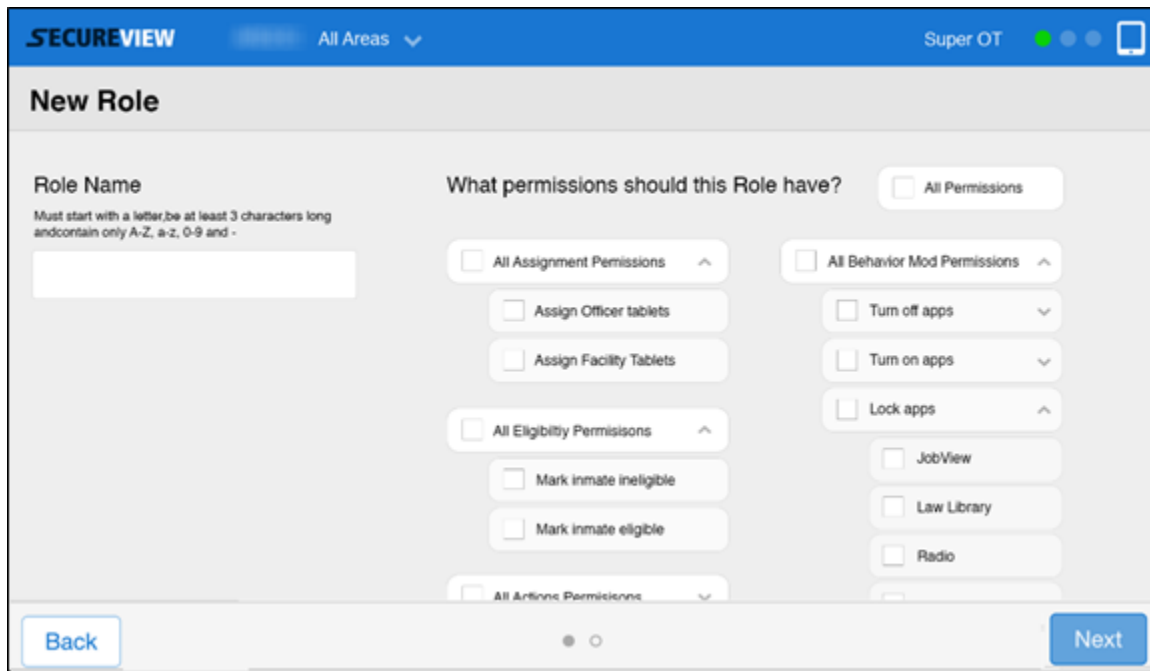 SECUREVIEW
All Areas
Super OT
New Role
Role Name
Must start with a letter,be at least 3 characters long
andcontain only A-Z, a-z, 0-9 and -
What permissions should this Role have?
All Permissions
All Assignment Pemissions
Assign Officer tablets
Assign Facility Tablets
All Eligibiltiy Permisisons
Mark inmate ineligible
Mark inmate eligible
All Actions Permisisons
All Behavior Mod Permissions
Turn off apps
Turn on apps
Lock apps
JobView
Law Library
Radio
Back
Next